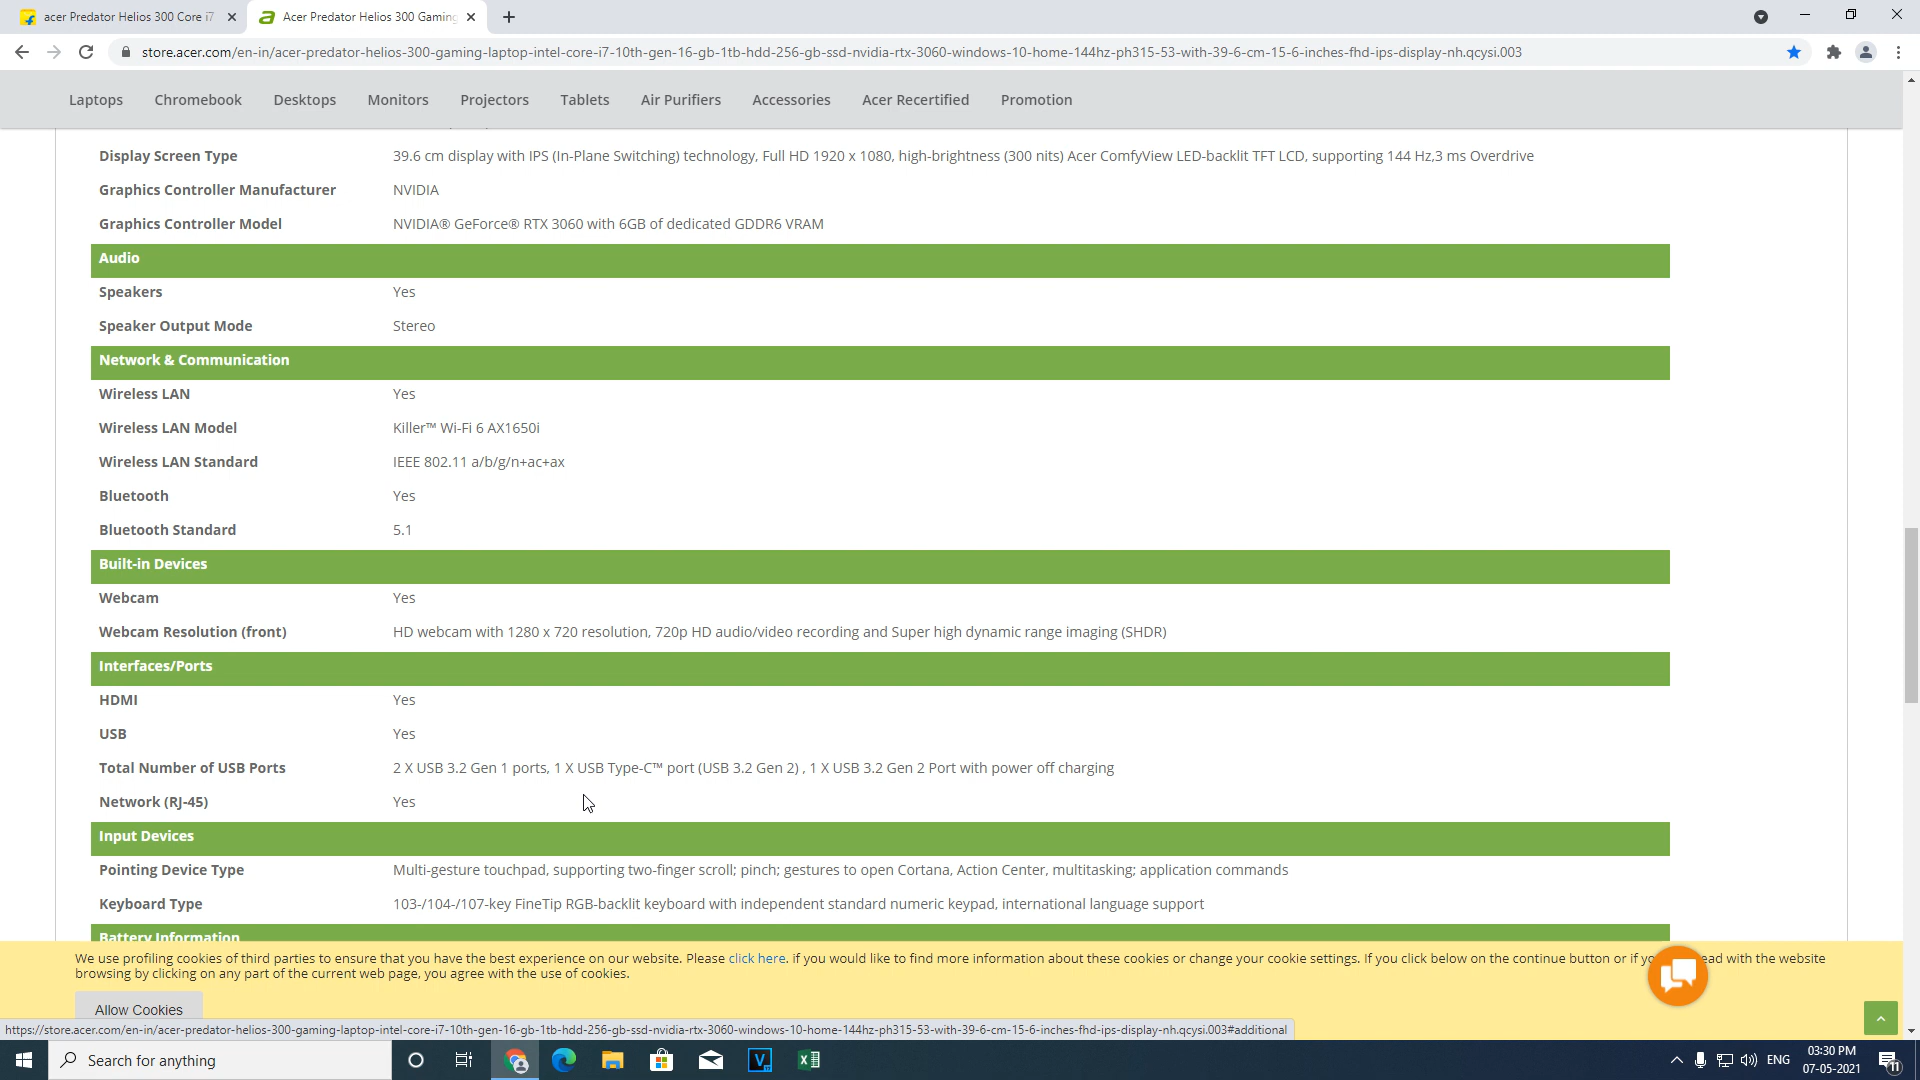 acer Predator Helios 300 Core i7
Acer Predator Helios 300 Gaming
store.acer.com/en-in/acer-predator-helios-300-gaming-laptop-intel-core-i7-10th-gen-16-gb-1tb-hdd-256-gb-ssd-nvidia-rtx-3060-windows-10-home-144hz-ph315-53-with-39-6-cm-15-6-inches-fhd-ips-display-nh.qcysi.003
Laptops Chromebook Desktops Monitors Projectors Tablets Air Purifiers Accessories Acer Recertified Promotion
Display Screen Type 39.6 cm display with IPS (In-Plane Switching) technology, Full HD 1920 x 1080, high-brightness (300 nits) Acer ComfyView LED-backlit TFT LCD, supporting 144 Hz,3 ms Overdrive
Graphics Controller Manufacturer NVIDIA
Graphics Controller Model NVIDIA® GeForce® RTX 3060 with 6GB of dedicated GDDR6 VRAM
Audio
Speakers Yes
Speaker Output Mode Stereo
Network & Communication
Wireless LAN Yes
Wireless LAN Model Killer™ Wi-Fi 6 AX1650i
Wireless LAN Standard IEEE 802.11 a/b/g/n+ac+ax
Bluetooth Yes
Bluetooth Standard 5.1
Built-in Devices
Webcam Yes
Webcam Resolution (front) HD webcam with 1280 x 720 resolution, 720p HD audio/video recording and Super high dynamic range imaging (SHDR)
Interfaces/Ports
HDMI Yes
USB Yes
Total Number of USB Ports 2 X USB 3.2 Gen 1 ports, 1 X USB Type-C™ port (USB 3.2 Gen 2) , 1 X USB 3.2 Gen 2 Port with power off charging
Network (RJ-45) Yes
Input Devices
Pointing Device Type Multi-gesture touchpad, supporting two-finger scroll; pinch; gestures to open Cortana, Action Center, multitasking; application commands
Keyboard Type 103-/104-/107-key FineTip RGB-backlit keyboard with independent standard numeric keypad, international language support
Battery Information
We use profiling cookies of third parties to ensure that you have the best experience on our website. Please click here. if you would like to find more information about these cookies or change your cookie settings. If you click below on the continue button or if ead with the website
browsing by clicking on any part of the current web page, you agree with the use of cookies.
Allow Cookies
https://store.acer.com/en-in/acer-predator-helios-300-gaming-laptop-intel-core-i7-10th-gen-16-gb-1tb-hdd-256-gb-ssd-nvidia-rtx-3060-windows-10-home-144hz-ph315-53-with-39-6-cm-15-6-inches-fhd-ips-display-nh.qcysi.003#additional
Search for anything
ENG
03:30 PM
07-05-2021
11